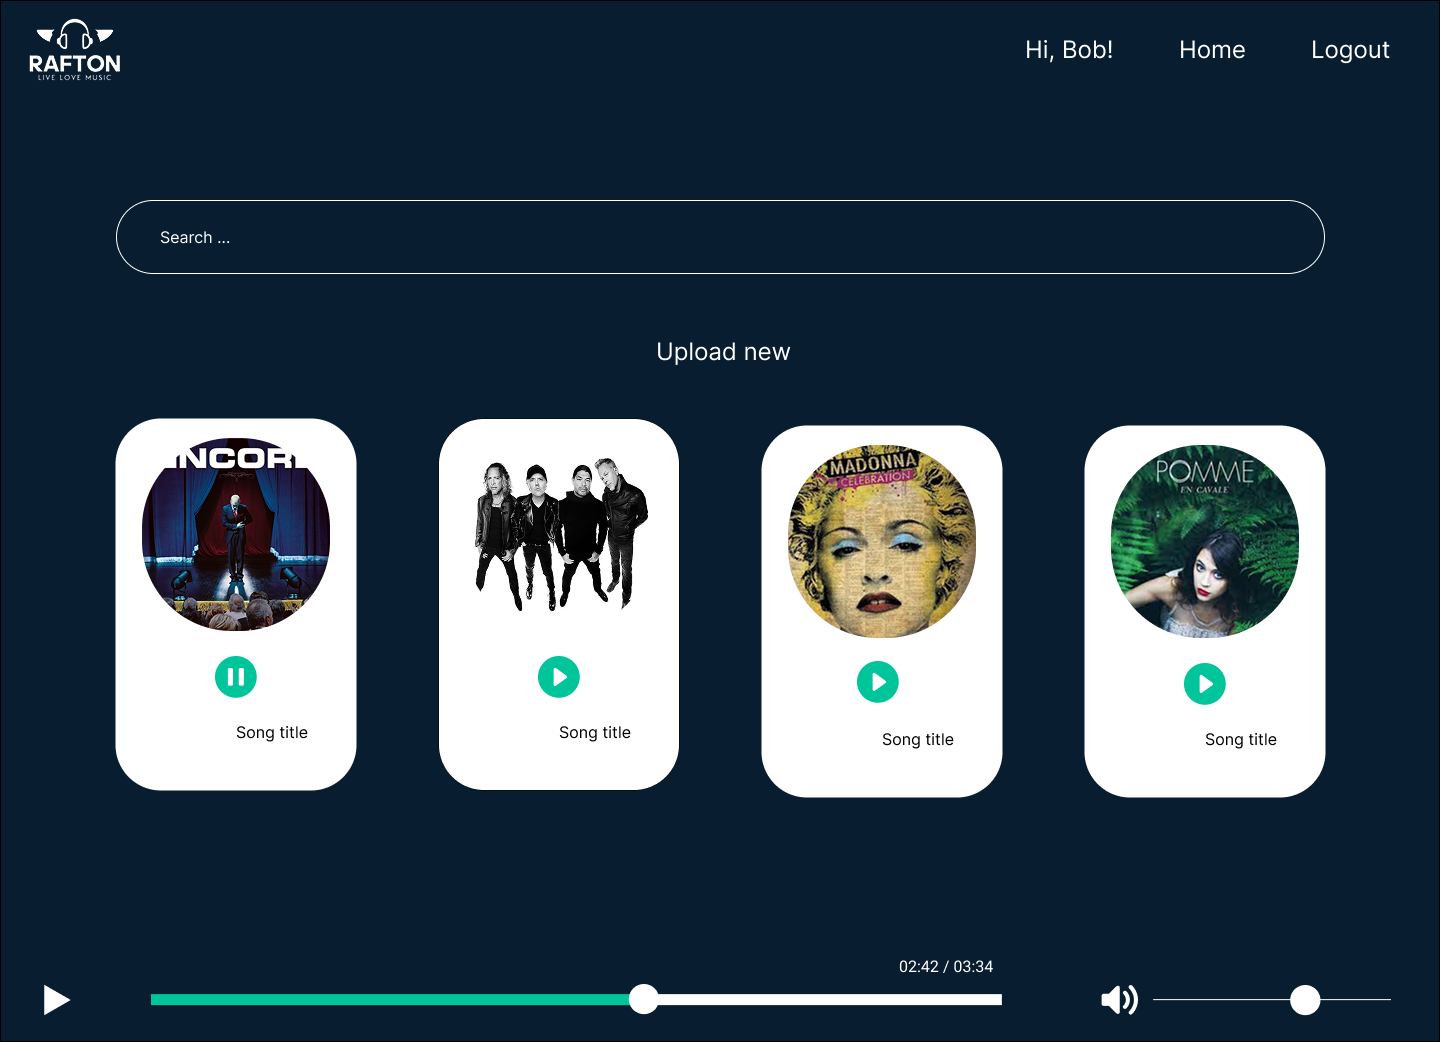 RAFTON
LIVE LOVE MUSIC
Hi, Bob!
Home
Logout
Search ...
Upload new
NCOR
MADONNA
CELEBRATION
POMME
EN CAVALE
Song title
Song title
Song title
Song title
02:42 / 03:34